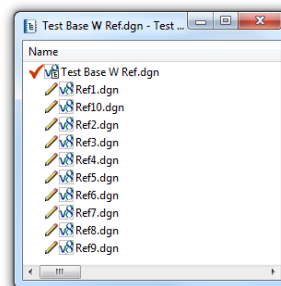 Test Base W Ref.dgn - Test ...
Name
Test Base W Ref.dgn
Ref1.dgn
Ref10.dgn
Ref2.dgn
Ref3.dgn
Ref4.dgn
Ref5.dgn
Ref6.dgn
Ref7.dgn
Ref8.dgn
Ref9.dgn